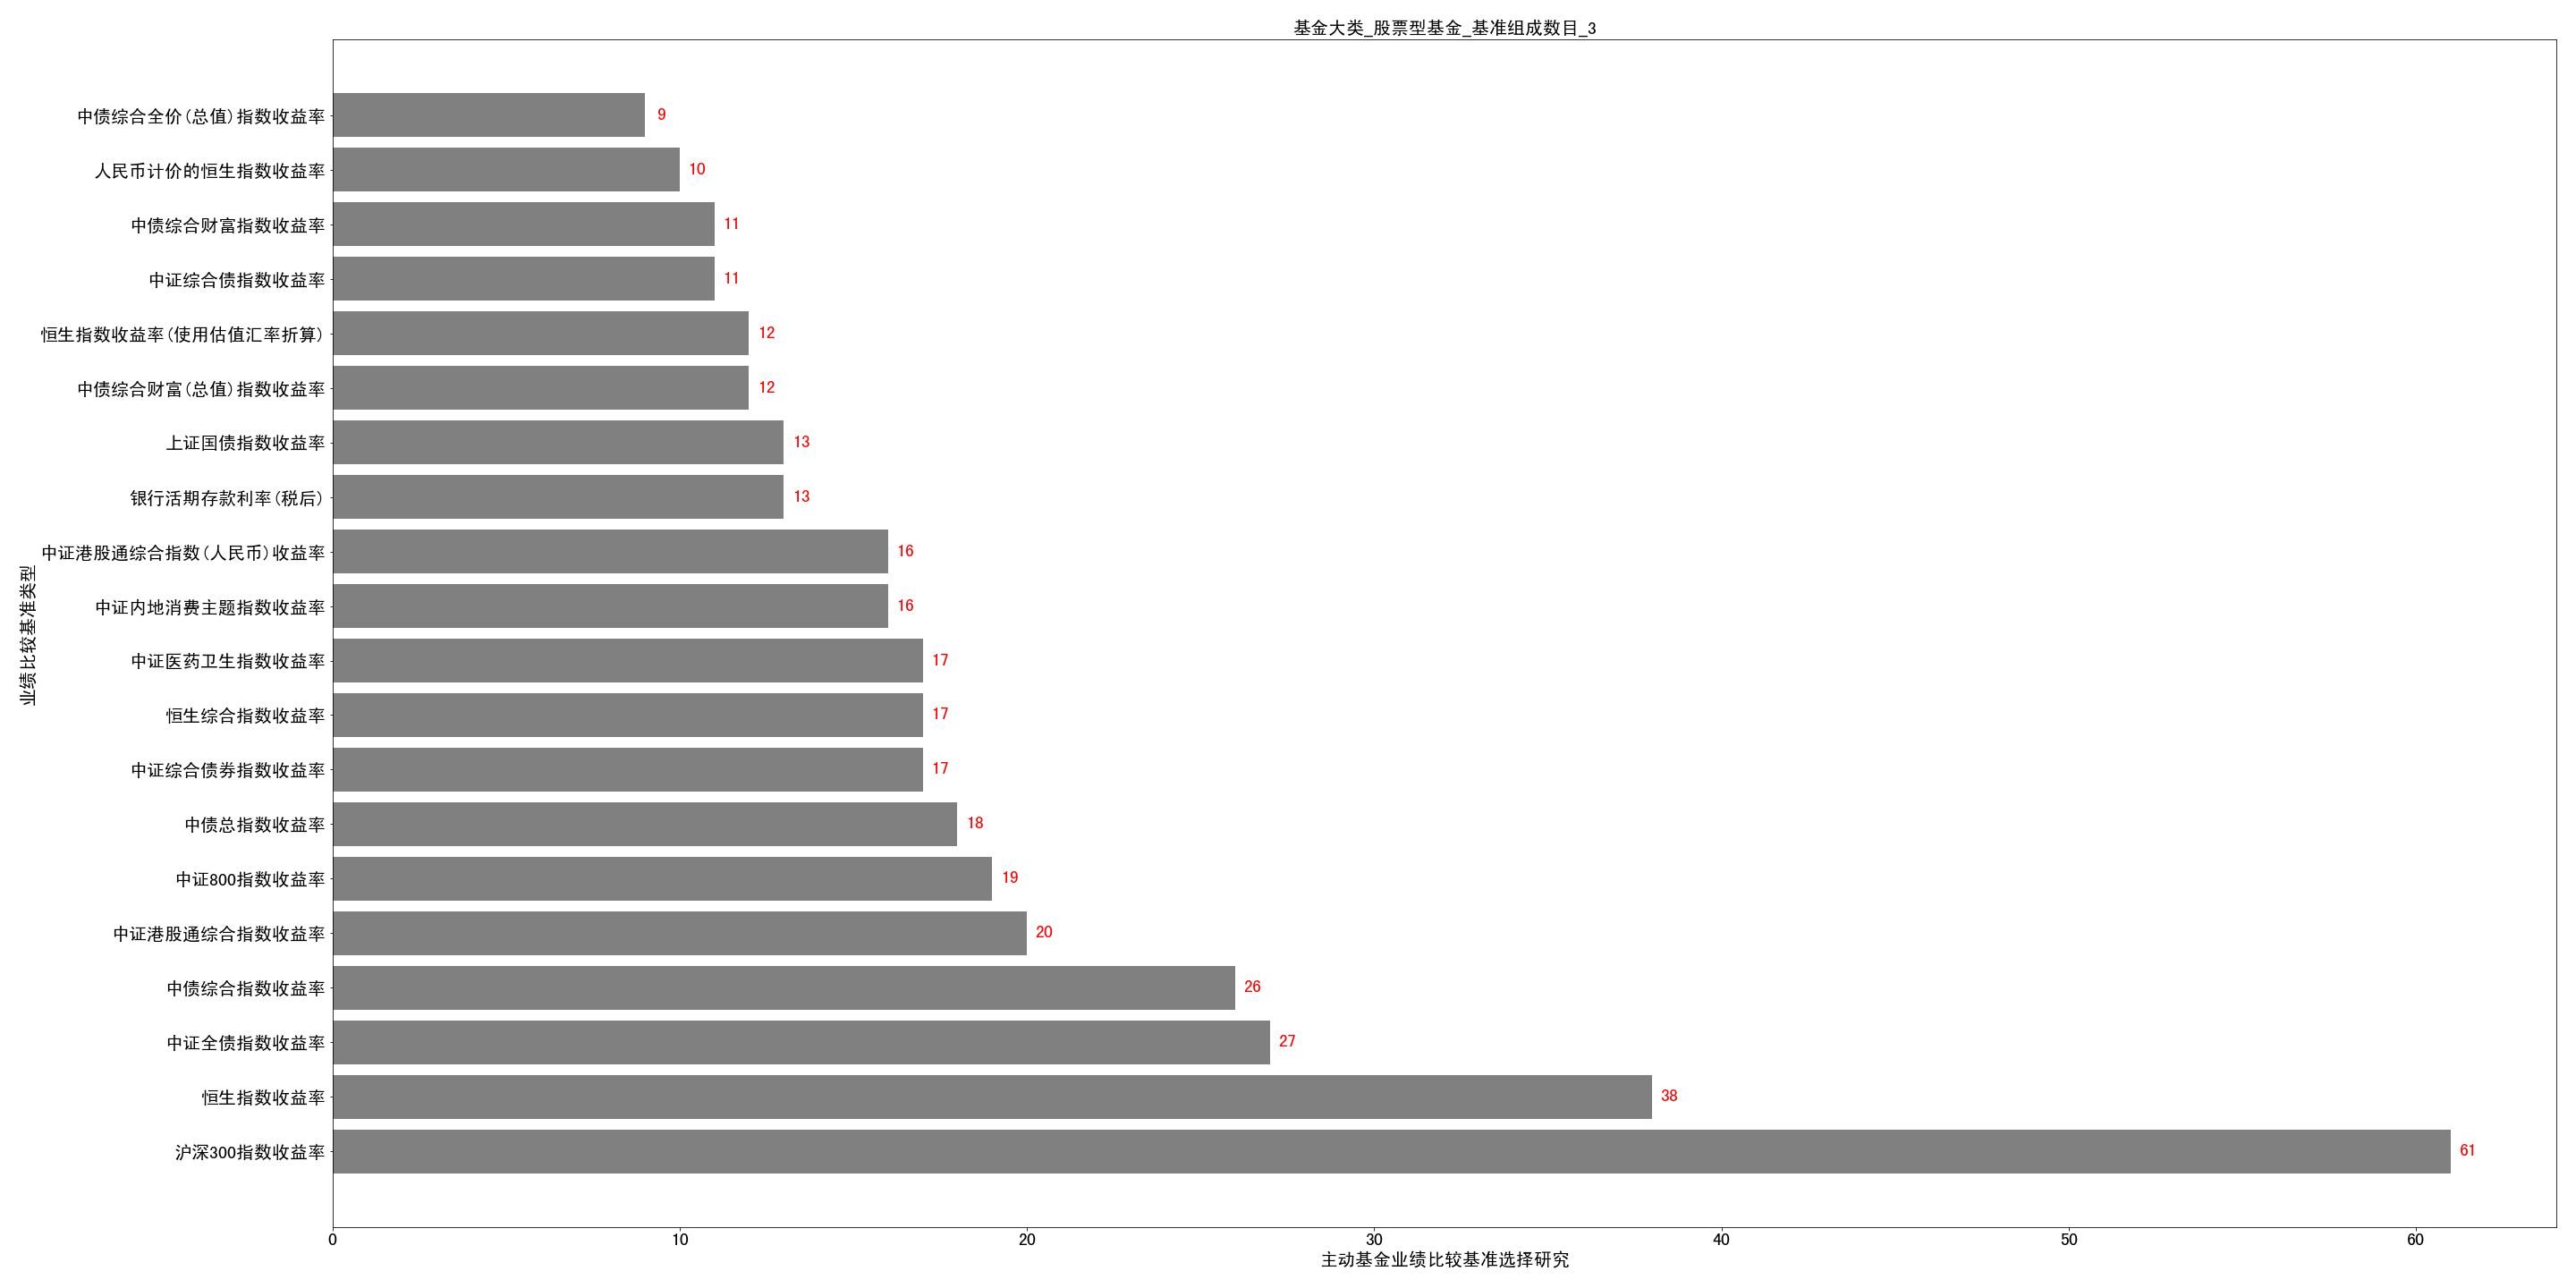 基金大类_股票型基金_基准组成数目_3
中债综合全价(总值)指数收益率 9
人民币计价的恒生指数收益率 10
中债综合财富指数收益率 11
中证综合债指数收益率 11
恒生指数收益率(使用估值汇率折算) 12
中债综合财富(总值)指数收益率 12
上证国债指数收益率 13
银行活期存款利率(税后) 13
中证港股通综合指数(人民币)收益率 16
中证内地消费主题指数收益率 16
中证医药卫生指数收益率 17
恒生综合指数收益率 17
中证综合债券指数收益率 17
中债总指数收益率 18
中证800指数收益率 19
中证港股通综合指数收益率 20
中债综合指数收益率 26
中证全债指数收益率 27
恒生指数收益率 38
沪深300指数收益率 61
业绩比较基准类型
0 10 20 30 40 50 60
主动基金业绩比较基准选择研究